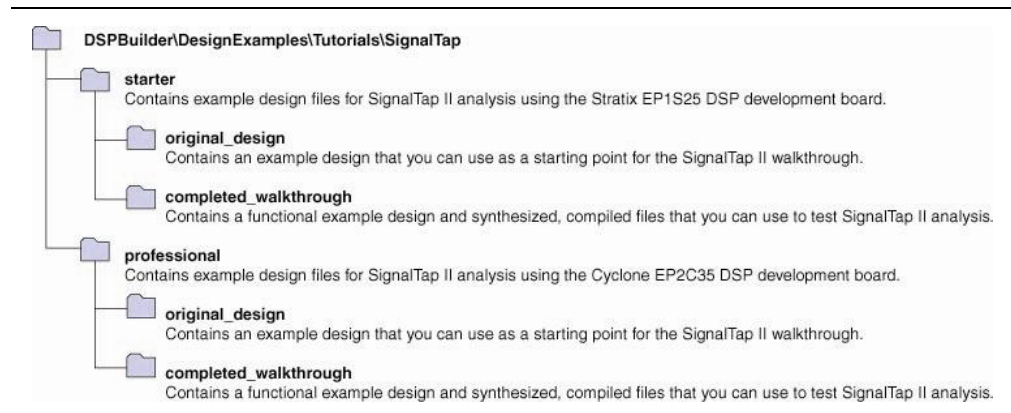 DSPBuilder\DesignExamples\Tutorials\SignalTap
starter
Contains example design files for SignalTap II analysis using the Stratix EP1S25 DSP development board.
original_design
Contains an example design that you can use as a starting point for the SignalTap II walkthrough.
completed_walkthrough
Contains a functional example design and synthesized, compiled files that you can use to test SignalTap II analysis.
professional
Contains example design files for SignalTap II analysis using the Cyclone EP2C35 DSP development board.
original_design
Contains an example design that you can use as a starting point for the SignalTap II walkthrough.
completed_walkthrough
Contains a functional example design and synthesized, compiled files that you can use to test SignalTap II analysis.